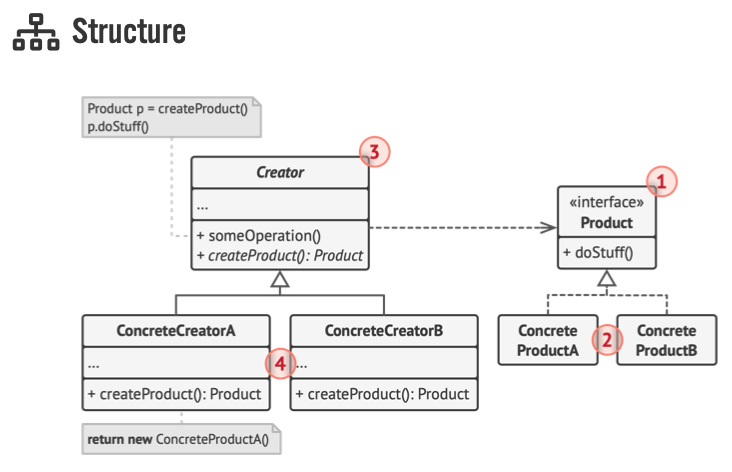 Structure
Product p = createProduct()
p.doStuff()
3
Creator
...
+ someOperation()
+ createProduct(): Product
1
«interface»
Product
+ doStuff()
ConcreteCreatorA
...
+ createProduct(): Product
4
ConcreteCreatorB
...
+ createProduct(): Product
Concrete
ProductA
2
Concrete
ProductB
return new ConcreteProductA()